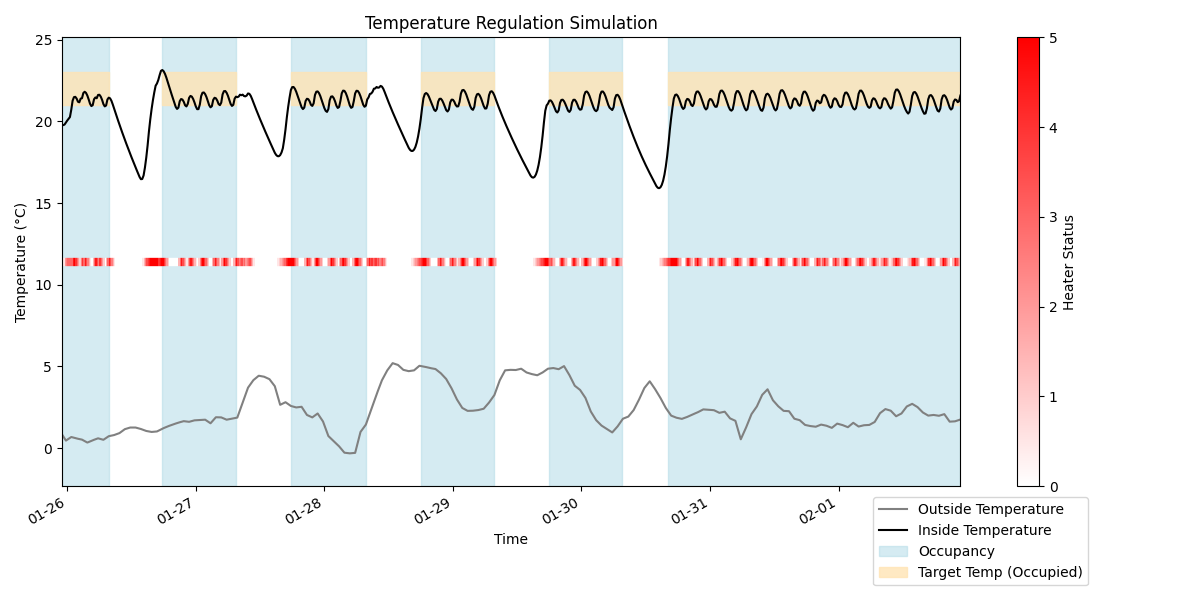 Temperature Regulation Simulation
25
20
15
10
5
0
Temperature (°C)
01-26
01-27
01-28
01-29
01-30
01-31
02-01
Time
5
4
3
2
1
0
Heater Status
Outside Temperature
Inside Temperature
Occupancy
Target Temp (Occupied)